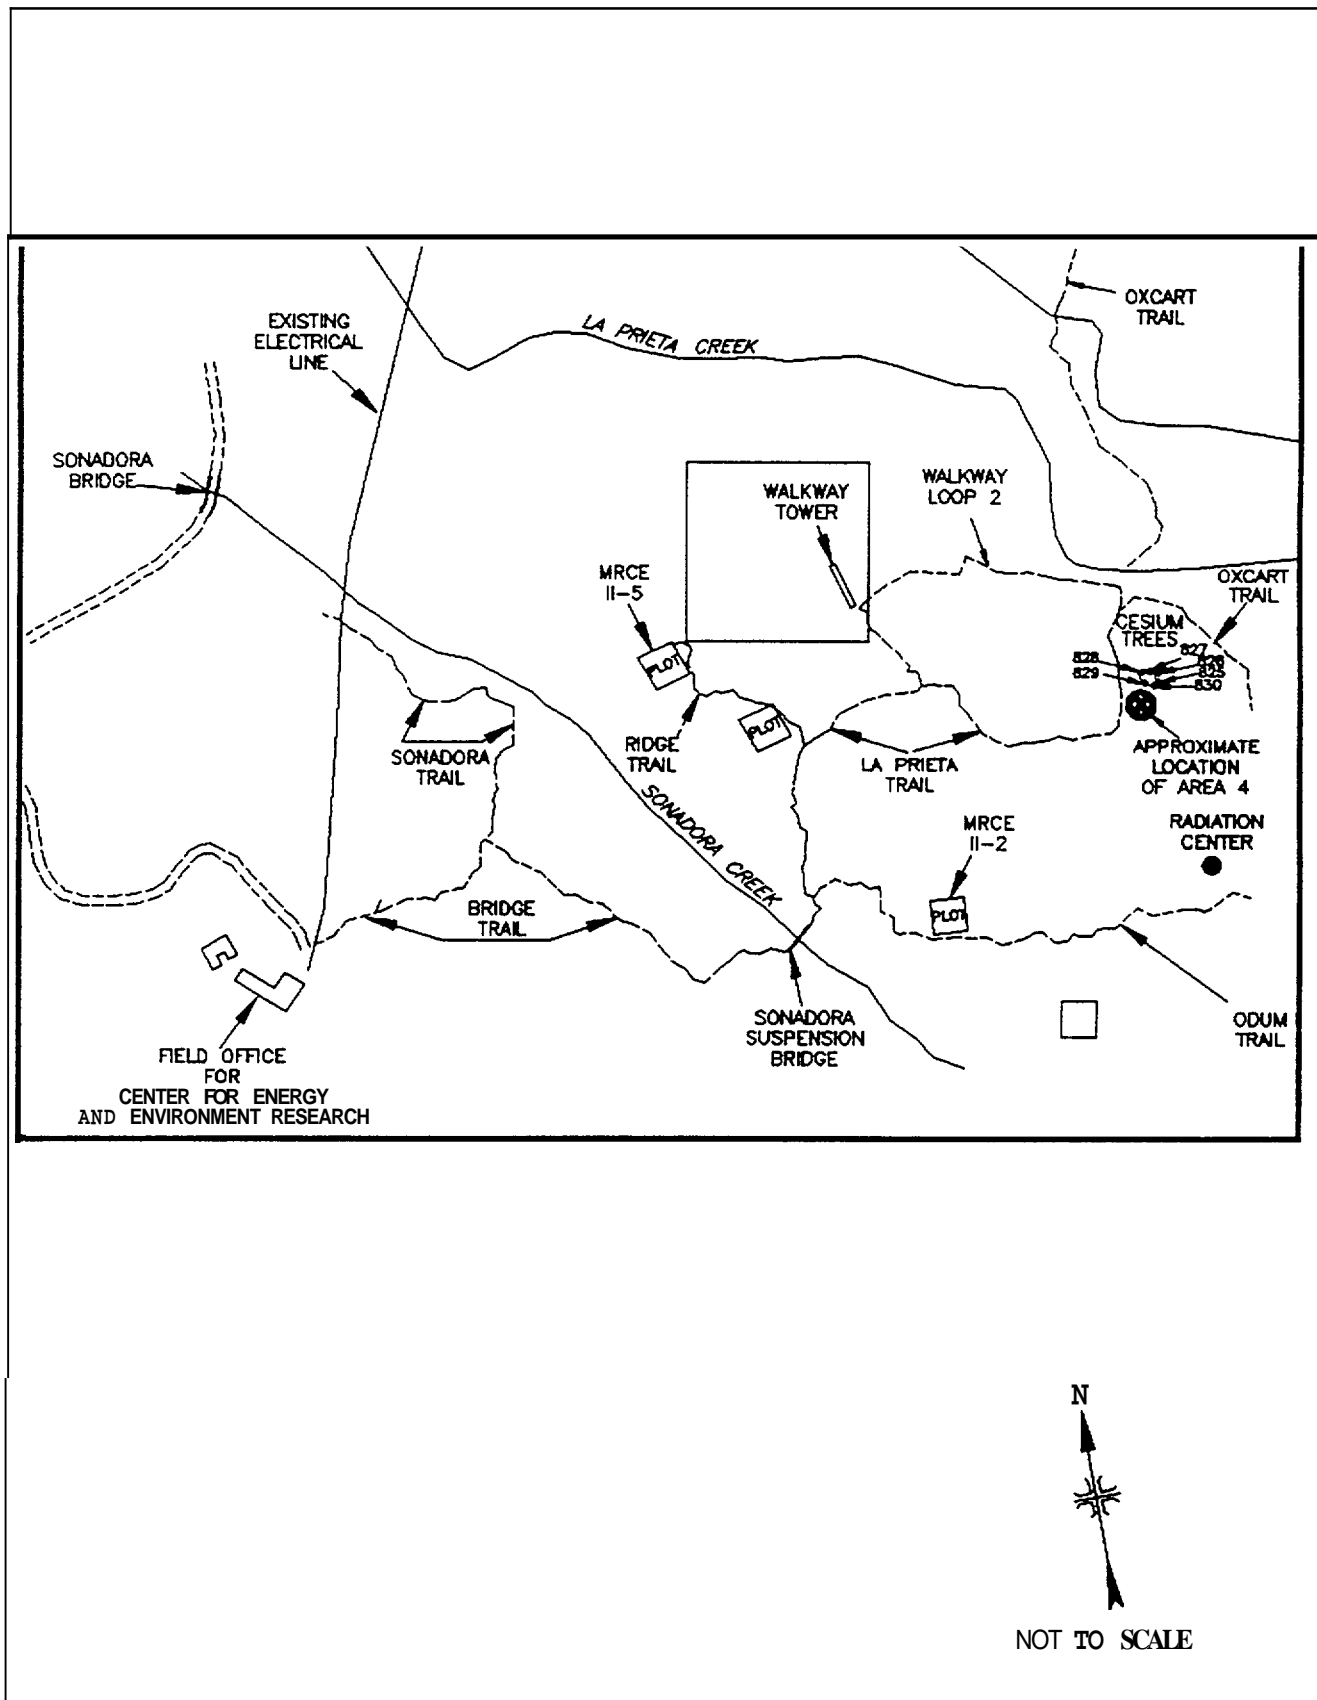 OXCART
TRAIL
EXISTING
ELECTRICAL
LINE
LA PRIETA CREEK
SONADORA
BRIDGE
WALKWAY
TOWER
WALKWAY
LOOP 2
MRCE
II-5
OXCART
TRAIL
CESIUM
TREES
827
828
826
829
825
830
PLOT
PLOT
RIDGE
TRAIL
SONADORA
TRAIL
LA PRIETA
TRAIL
APPROXIMATE
LOCATION
OF AREA 4
SONADORA CREEK
MRCE
II-2
RADIATION
CENTER
PLOT
BRIDGE
TRAIL
SONADORA
SUSPENSION
BRIDGE
ODUM
TRAIL
FIELD OFFICE
FOR
CENTER FOR ENERGY
AND ENVIRONMENT RESEARCH
N
NOT TO SCALE